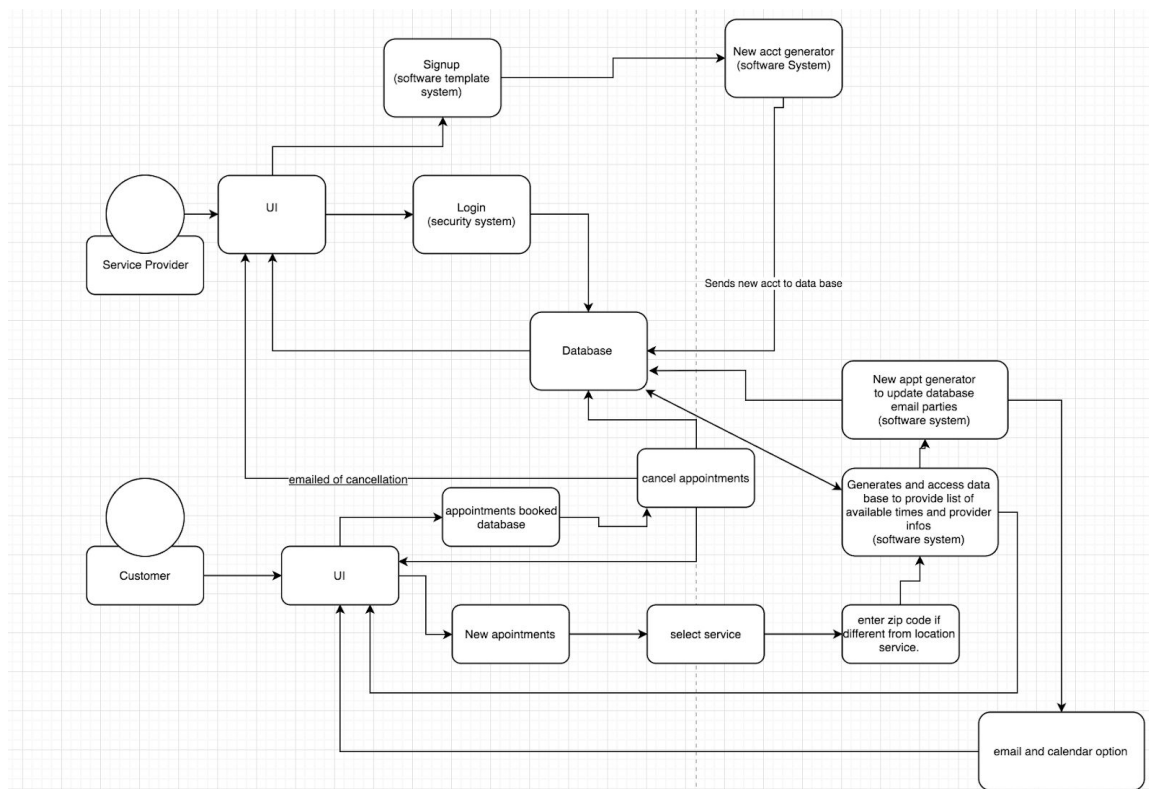 Signup
(software template
system)
New acct generator
(software System)
UI
Login
(security system)
Service Provider
Sends new acct to data base
Database
New appt generator
to update database
email parties
(software system)
emailed of cancellation
cancel appointments
Generates and access data
base to provide list of
available times and provider
infos
(software system)
appointments booked
database
Customer
UI
New apointments
select service
enter zip code if
different from location
service.
email and calendar option